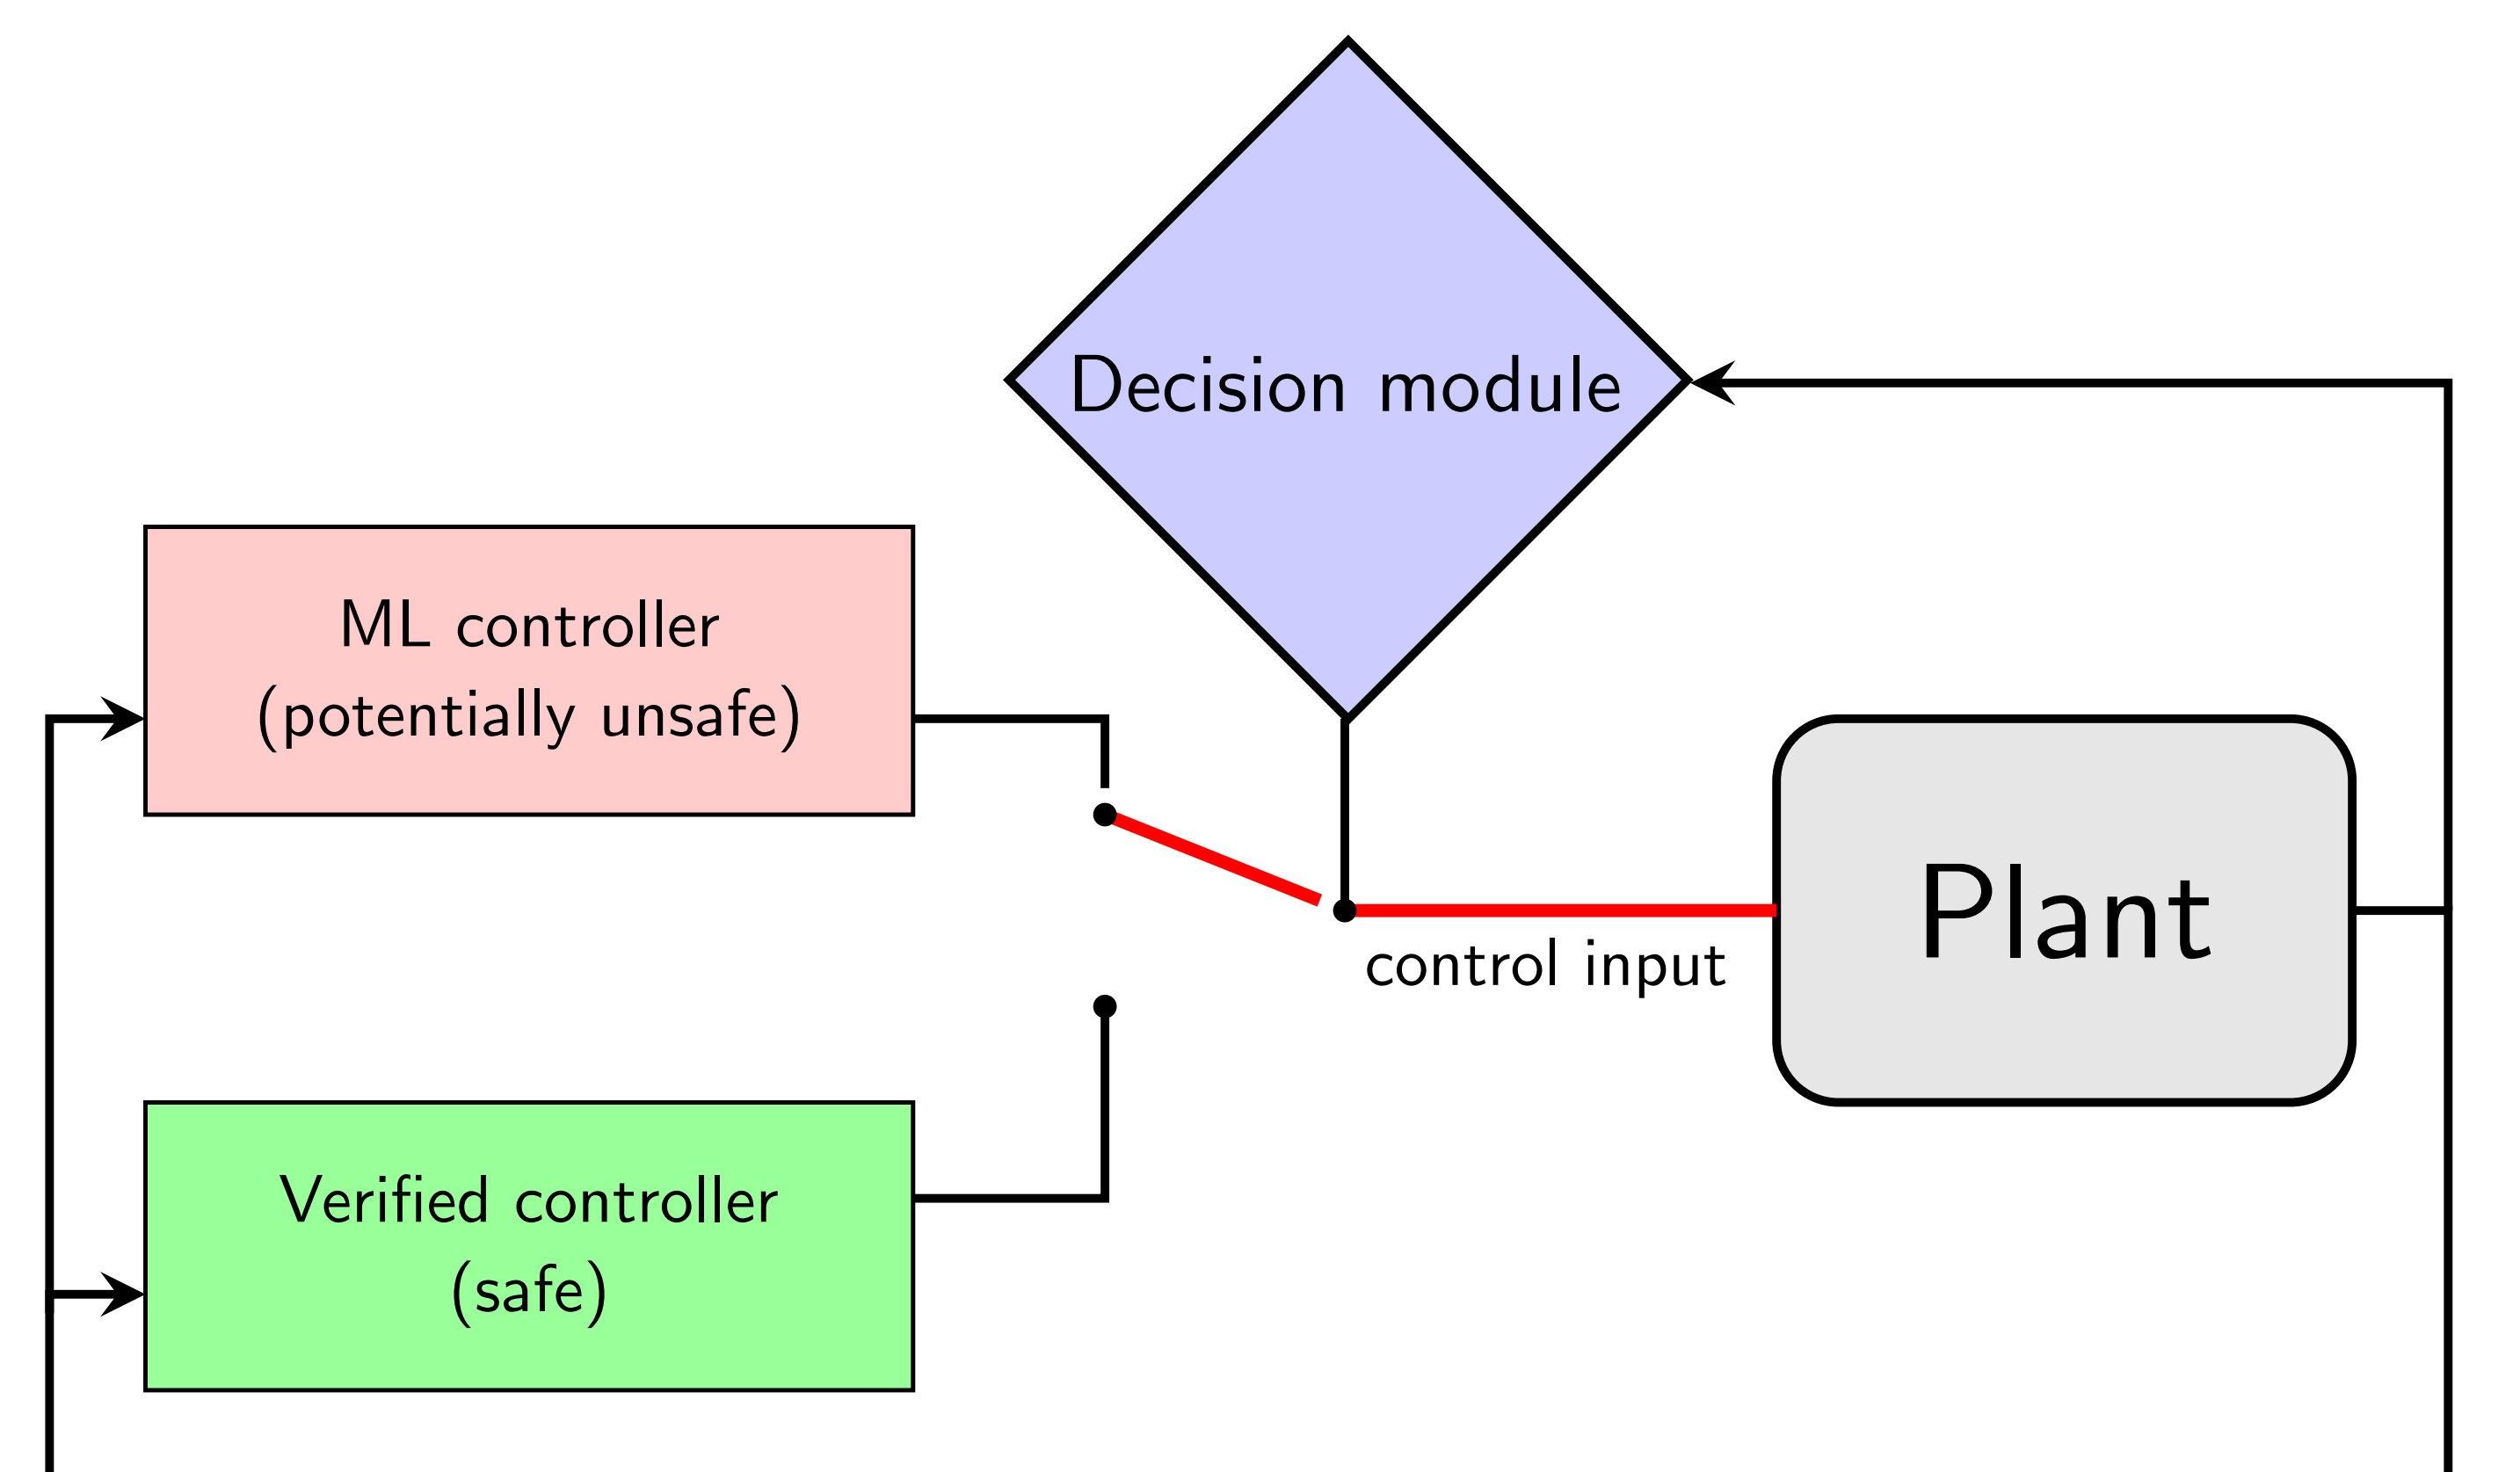 Decision module
ML controller
(potentially unsafe)
Plant
control input
Verified controller
(safe)